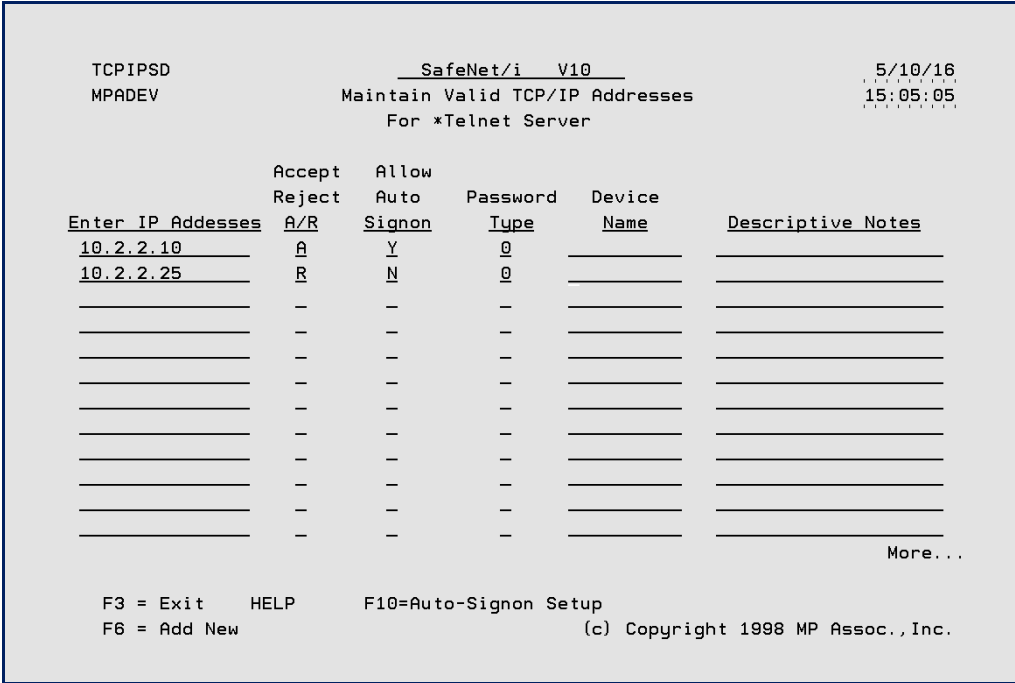 TCPIPSD SafeNet/i V10 5/10/16
MPADEV Maintain Valid TCP/IP Addresses 15:05:05
For *Telnet Server
Accept Allow
Reject Auto Password Device
Enter IP Addesses A/R Signon Type Name Descriptive Notes
10.2.2.10 A Y 0
10.2.2.25 R N 0
More...
F3 = Exit HELP F10=Auto-Signon Setup
F6 = Add New (c) Copyright 1998 MP Assoc.,Inc.